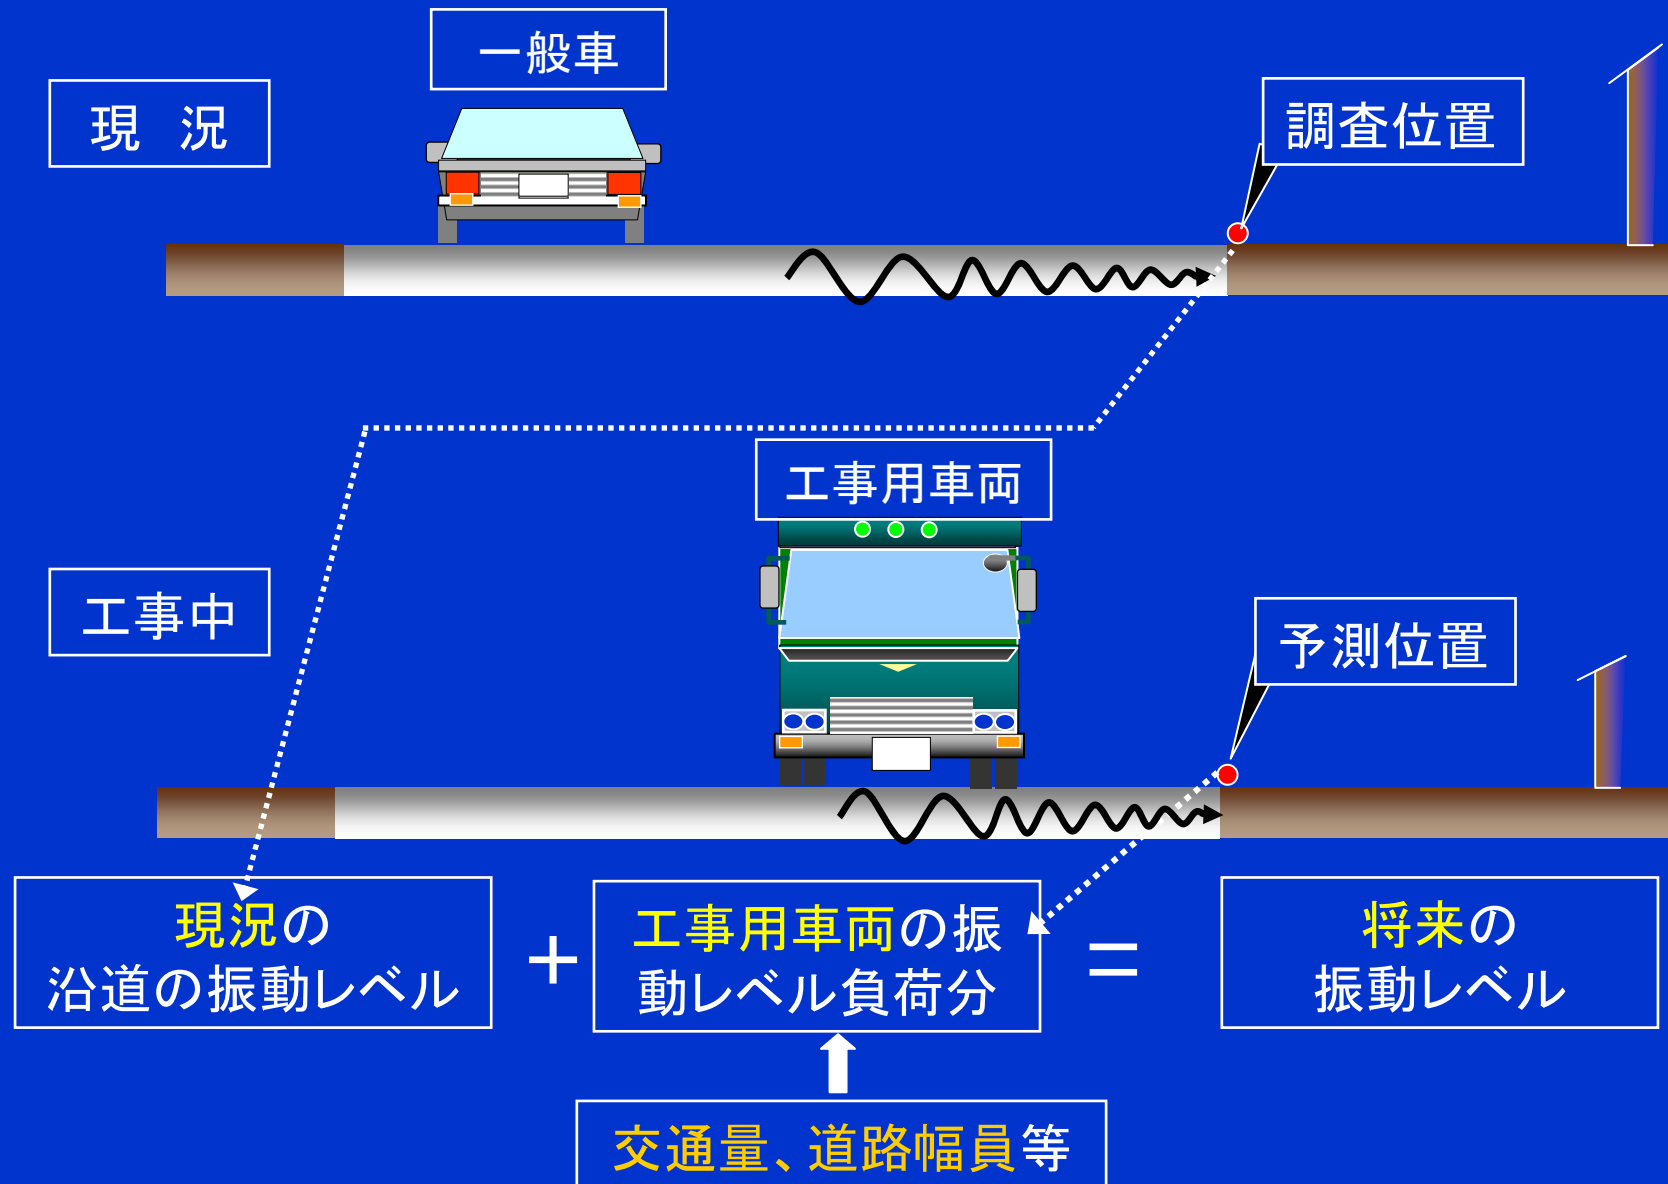 一般車
現　況
調査位置
工事用車両
工事中
予測位置
現況の
沿道の振動レベル
＋
工事用車両の振
動レベル負荷分
＝
将来の
振動レベル
交通量、道路幅員等